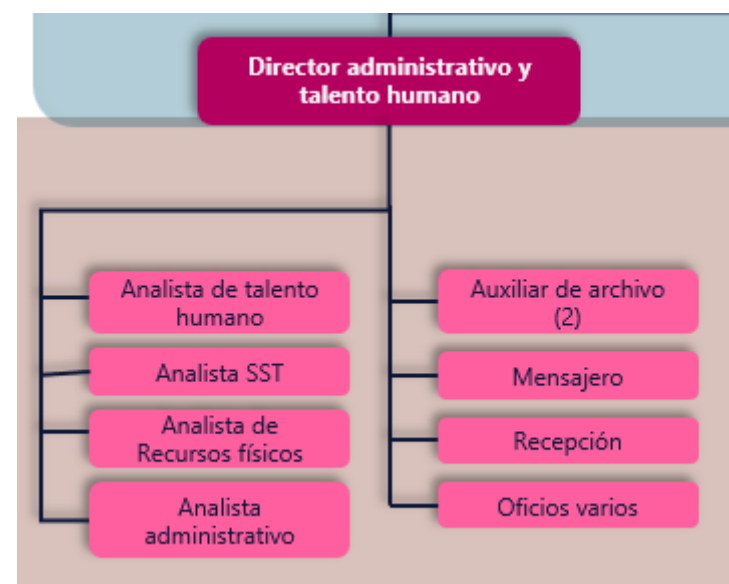 Director administrativo y
talento humano
Analista de talento
humano
Analista SST
Analista de
Recursos físicos
Analista
administrativo
Auxiliar de archivo
(2)
Mensajero
Recepción
Oficios varios